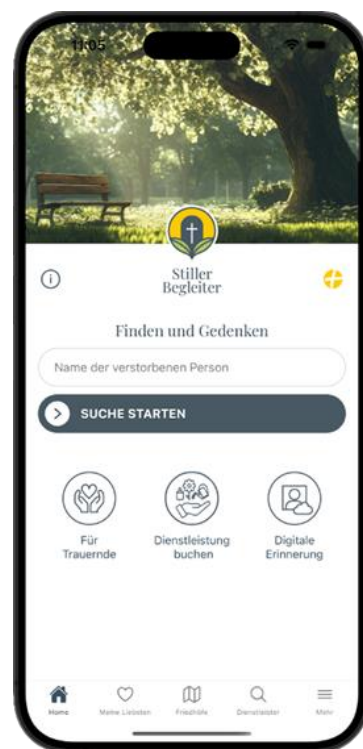 11:05
Stiller
Begleiter
Finden und Gedenken
Name der verstorbenen Person
SUCHE STARTEN
Für
Trauernde
Dienstleistung
buchen
Digitale
Erinnerung
Home
Meine Liebsten
Friedhöfe
Dienstleister
Mehr